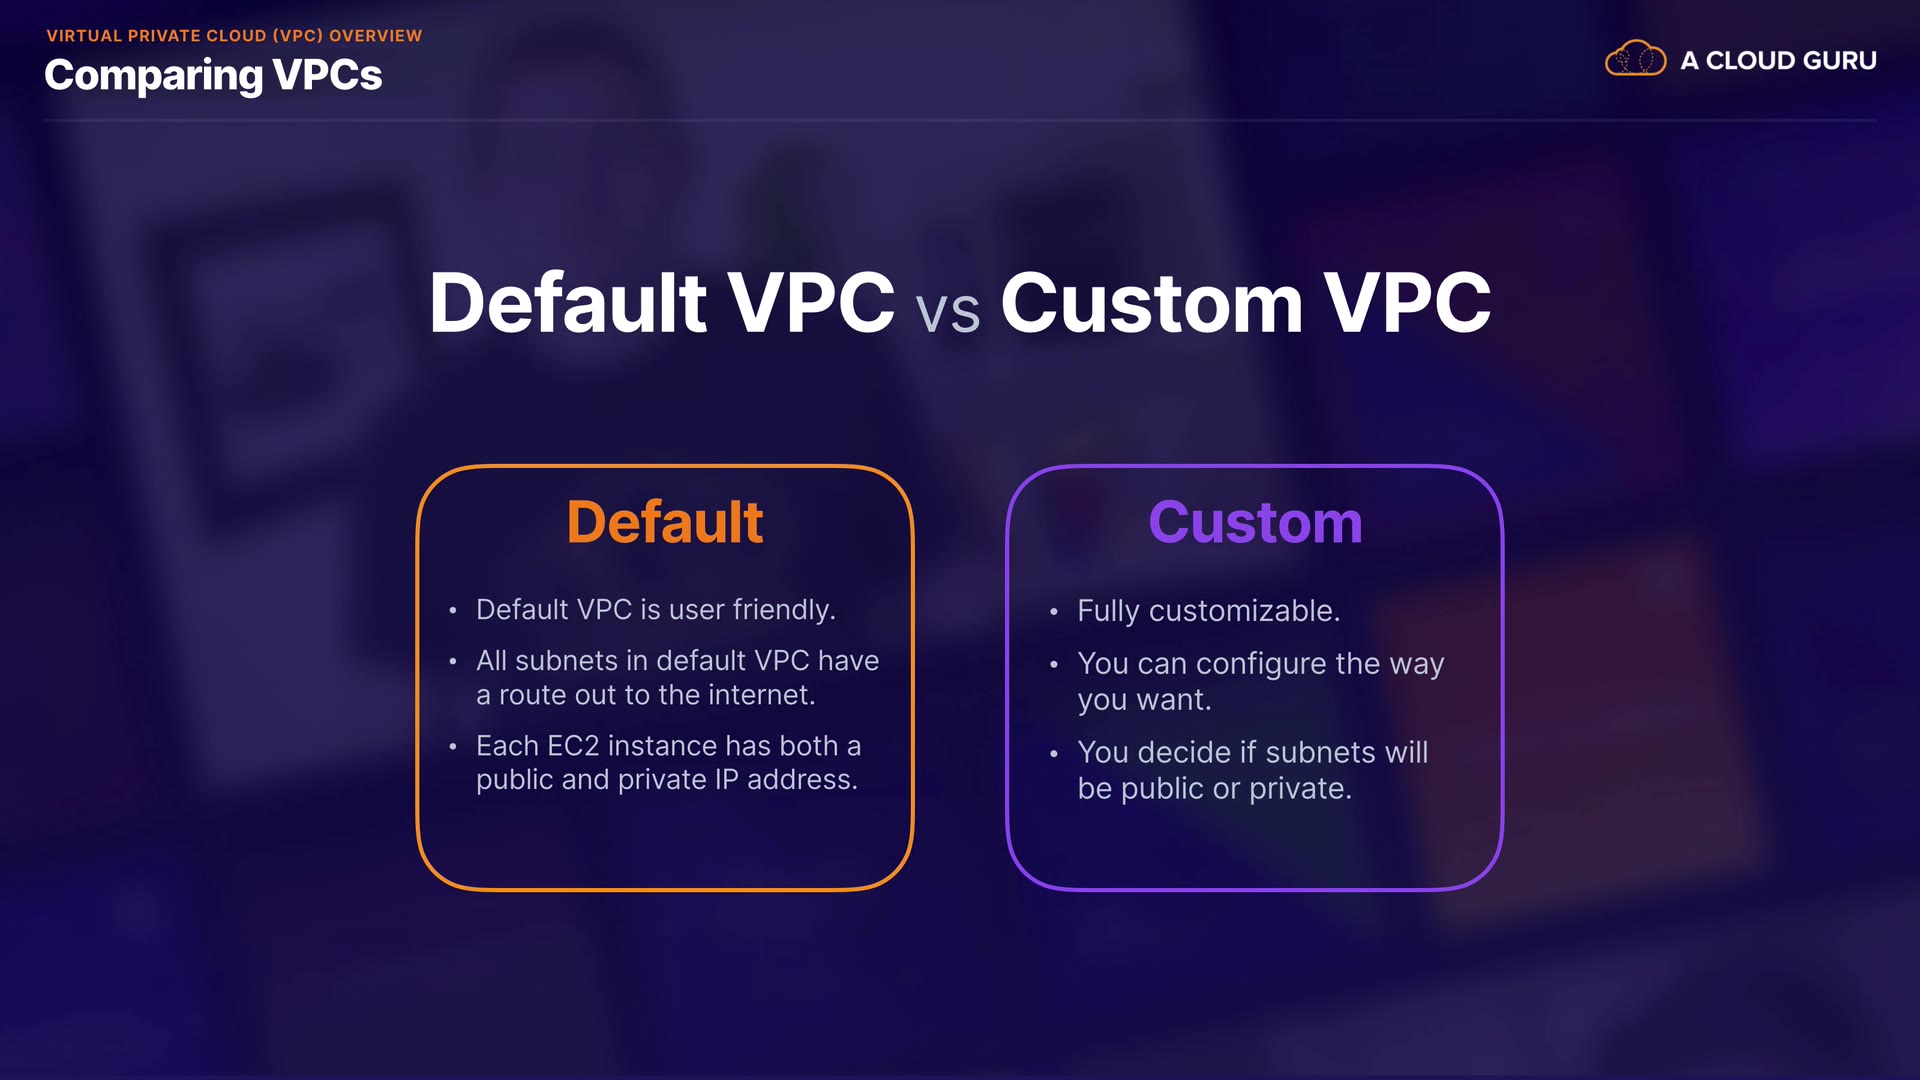 VIRTUAL PRIVATE CLOUD (VPC) OVERVIEW
Comparing VPCs
A CLOUD GURU
Default VPC vs Custom VPC
Default
• Default VPC is user friendly.
• All subnets in default VPC have
a route out to the internet.
• Each EC2 instance has both a
public and private IP address.
Custom
• Fully customizable.
• You can configure the way
you want.
• You decide if subnets will
be public or private.